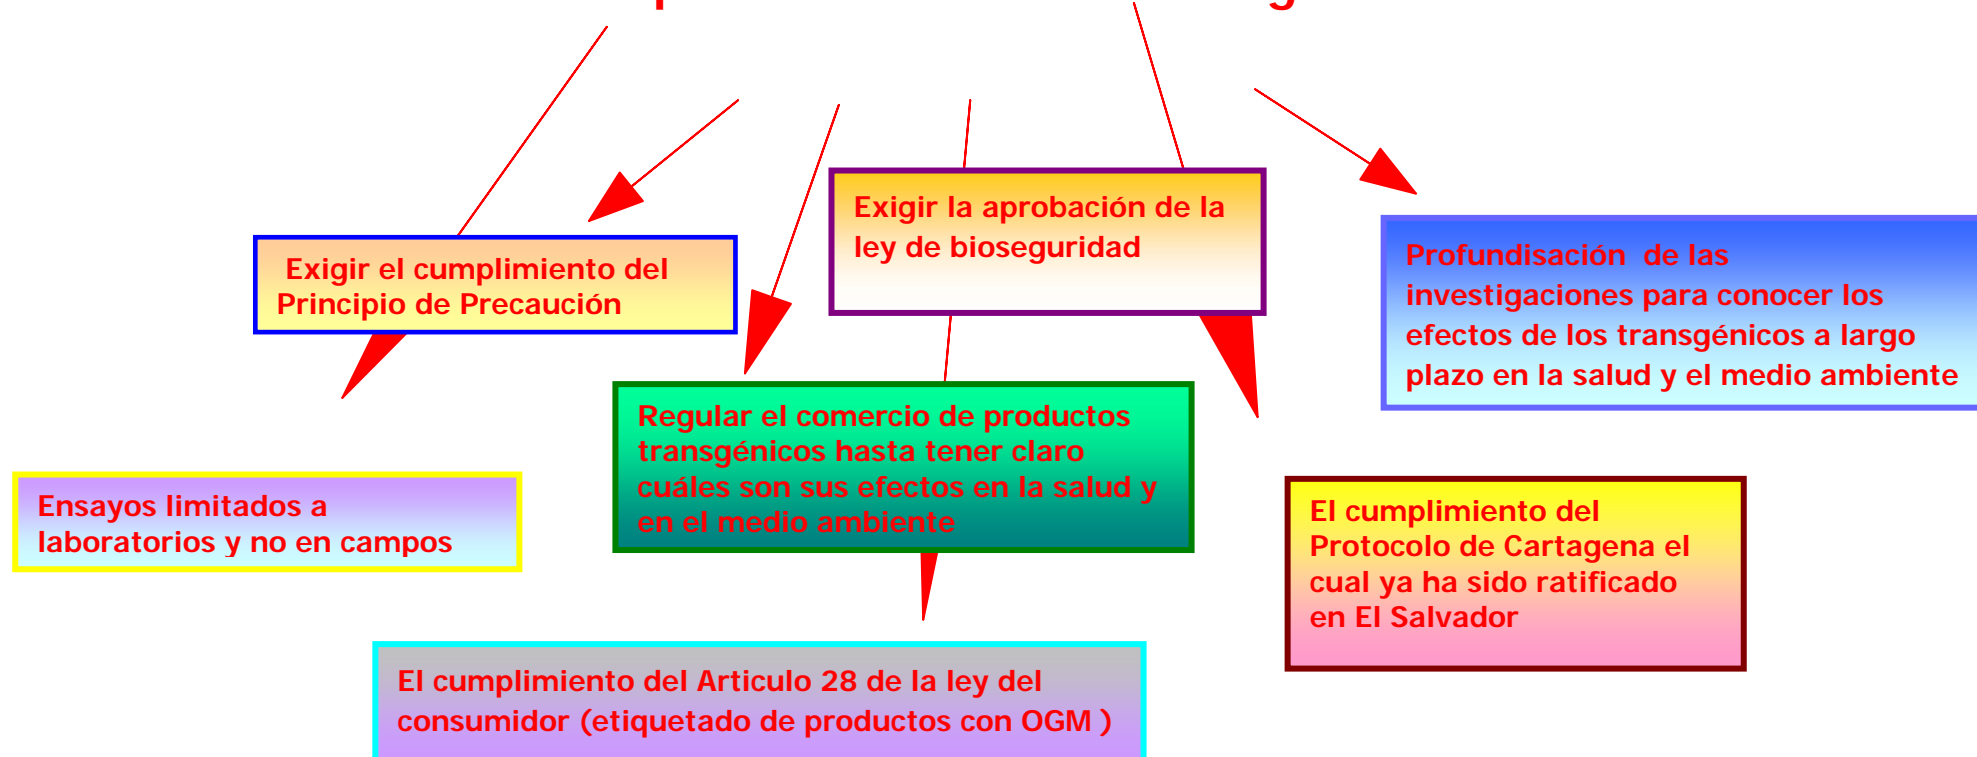 Exigir la aprobación de la
ley de bioseguridad
Exigir el cumplimiento del
Principio de Precaución
Profundisación de las
investigaciones para conocer los
efectos de los transgénicos a largo
plazo en la salud y el medio ambiente
Regular el comercio de productos
transgénicos hasta tener claro
cuáles son sus efectos en la salud y
en el medio ambiente
Ensayos limitados a
laboratorios y no en campos
El cumplimiento del
Protocolo de Cartagena el
cual ya ha sido ratificado
en El Salvador
El cumplimiento del Articulo 28 de la ley del
consumidor (etiquetado de productos con OGM )